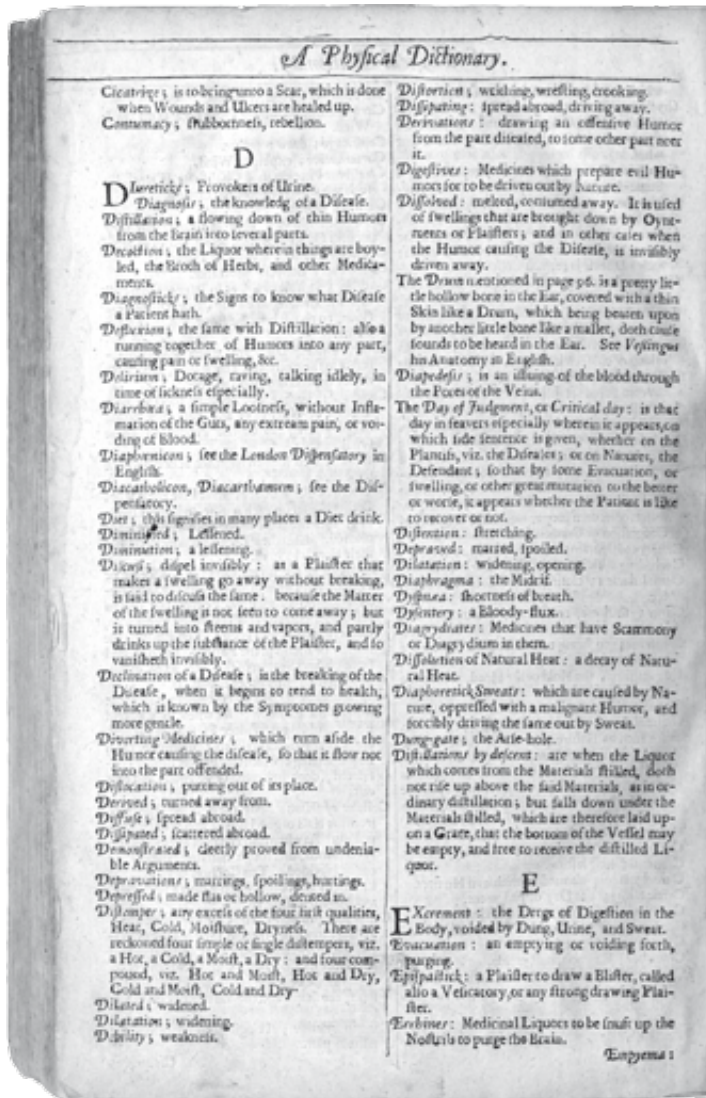 A Physical Dictionary.
Cicatrize ; is to bring unto a Scar, which is done
when Wounds and Ulcers are healed up.
Contumacy ; stubbornness, rebellion.
D
DIureticks ; Provokers of Urine.
Diagnosis ; the knowledg of a Disease.
Distillation ; a flowing down of thin Humors
from the Brain into several parts.
Decoction ; the Liquor wherein things are boy-
led, the Broth of Herbs, and other Medica-
ments.
Diagnosticks ; the Signs to know what Disease
a Patient hath.
Defluxion ; the same with Distillation : also a
running together of Humors into any part,
causing pain or swelling, &c.
Delirium ; Dotage, raving, talking idlely, in
time of sickness especially.
Diarrhœa ; a simple Loosness, without Infla-
mation of the Guts, any extream pain, or voi-
ding of Blood.
Diaphœnicon ; see the London Dispensatory in
English.
Diacatholicon, Diacarthamum ; see the Dis-
pensatory.
Diet ; this signifies in many places a Diet drink.
Diminished ; Lessened.
Diminution ; a lessening.
Discuss ; dispel invisibly : as a Plaister that
makes a swelling go away without breaking,
is said to discuss the same . because the Matter
of the swelling is not seen to come away ; but
is turned into steems and vapors, and partly
drinks up the substance of the Plaister, and so
vanisheth invisibly.
Declination of a Disease ; is the breaking of the
Disease, when it begins to tend to health,
which is known by the Symptomes growing
more gentle.
Diverting Medicines ; which turn aside the
Humor causing the disease, so that it flow not
into the part offended.
Dislocation ; putting out of its place.
Derived ; turned away from.
Diffuse ; spread abroad.
Dissipated ; scattered abroad.
Demonstrated ; cleerly proved from undenia-
ble Arguments.
Depravations ; marrings, spoilings, hurtings.
Depressed ; made flat or hollow, dented in.
Distemper ; any excess of the four first qualities,
Heat, Cold, Moisture, Dryness. There are
reckoned four simple or single distempers, viz.
a Hot, a Cold, a Moist, a Dry : and four com-
pound, viz. Hot and Moist, Hot and Dry,
Cold and Moist, Cold and Dry
Dilated ; widened.
Dilatation ; widening.
Debility ; weakness.
Distortion ; writhing, wresting, crooking.
Dissipating : spread abroad, driving away.
Derivations : drawing an offensive Humor
from the part diseased, to some other part neer
it.
Digestives : Medicines which prepare evil Hu-
mors for to be driven out by Nature.
Dissolved : melted, consumed away. It is used
of swellings that are brought down by Oynt-
ments or Plaisters ; and in other cases when
the Humor causing the Disease, is invisibly
driven away.
The Drum mentioned in page 96. is a pretty lit-
tle hollow bone in the Ear, covered with a thin
Skin like a Drum, which being beaten upon
by another little bone like a mallet, doth cause
sounds to be heard in the Ear. See Veslingus
his Anatomy in English.
Diapedesis ; is an issuing of the blood through
the Pores of the Veins.
The Day of Judgment, or Critical day : is that
day in feavers especially wherein it appears, on
which side sentence is given, whether on the
Plantifs, viz. the Diseases ; or on Natures, the
Defendant ; so that by some Evacuation, or
swelling, or other great mutation to the better
or worse, it appears whether the Patient is like
to recover or not.
Distention : stretching.
Depraved : marred, spoiled.
Dilatation : widening, opening.
Diaphragma : the Midrif.
Dyspnœa : shortness of breath.
Dysentery : a Bloody-flux.
Diagrydiates : Medicines that have Scammony
or Diagrydium in them.
Dissolution of Natural Heat : a decay of Natu-
ral Heat.
Diaphoretick Sweats : which are caused by Na-
ture, oppressed with a malignant Humor, and
forcibly driving the same out by Sweat.
Dung-gate ; the Arse-hole.
Distillations by descent : are when the Liquor
which comes from the Materials stilled, doth
not rise up above the said Materials, as in or-
dinary distillation ; but falls down under the
Materials stilled, which are therefore laid up-
on a Grate, that the bottom of the Vessel may
be empty, and free to receive the distilled Li-
quor.
E
EXcrement : the Dregs of Digestion in the
Body, voided by Dung, Urine, and Sweat.
Evacuation : an emptying or voiding forth,
purging.
Epispastick : a Plaister to draw a Blister, called
also a Vesicatory, or any strong drawing Plai-
ster.
Errhines : Medicinal Liquors to be snuft up the
Nostrils to purge the Brain.
Empyema :